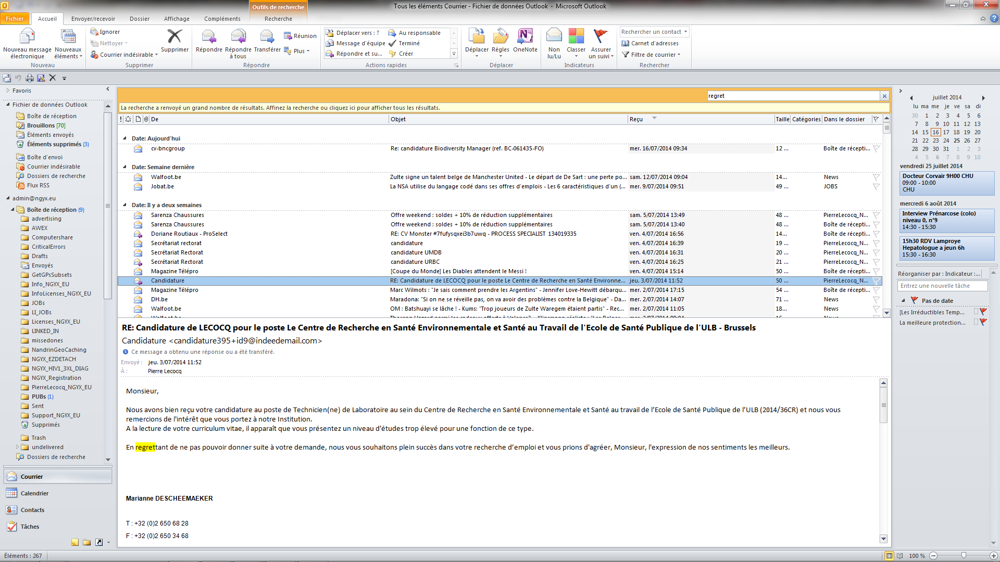 Tous les éléments Courrier - Fichier de données Outlook - Microsoft Outlook
Outils de recherche
Fichier Accueil Envoyer/recevoir Dossier Affichage Compléments Recherche
Nouveau message électronique
Nouveaux éléments
Nouveau
Ignorer
Nettoyer
Courrier indésirable
Supprimer
Supprimer
Répondre
Répondre à tous
Transférer
Réunion
Plus
Répondre
Déplacer vers : ?
Message d'équipe
Répondre et su...
Au responsable
Terminé
Créer
Actions rapides
Déplacer
Règles
OneNote
Déplacer
Non lu/Lu
Classer
Assurer un suivi
Indicateurs
Rechercher un contact
Carnet d'adresses
Filtre de courrier
Rechercher
Favoris
Fichier de données Outlook
Boîte de réception
Brouillons [70]
Éléments envoyés
Éléments supprimés (3)
Boîte d'envoi
Courrier indésirable
Dossiers de recherche
Flux RSS
admin@ngyx.eu
Boîte de réception (9)
advertising
AWEX
Computershare
CriticalErrors
Drafts
Envoyés
GetGPsSubsets
Info_NGYX_EU
InfoLicenses_NGYX_EU
JOBs
LI_JOBs
Licenses_NGYX_EU
LINKED_IN
missedones
NandrinGeoCaching
NGYX_EZDETACH
NGYX_HIV1_3XL_DIAG
NGYX_Registration
PierreLecocq_NGYX_EU
PUBs (1)
Sent
Support_NGYX_EU
Supprimés
Trash
undelivered
Dossiers de recherche
Courrier
Calendrier
Contacts
Tâches
Éléments : 267
regret
La recherche a renvoyé un grand nombre de résultats. Affinez la recherche ou cliquez ici pour afficher tous les résultats.
De Objet Reçu Taille Catégories Dans le dossier
Date: Aujourd'hui
cv-bncgroup Re: candidature Biodiversity Manager (ref. BC-061435-FO) mer. 16/07/2014 09:34 12 ... Boîte de récepti...
Date: Semaine dernière
Walfoot.be Zulte signe un talent belge de Manchester United - Le départ de De Sart : une perte po... sam. 12/07/2014 09:04 14... News
Jobat.be La NSA utilise du langage codé dans ses offres d'emplois - Les 6 caractéristiques d'un (... mer. 9/07/2014 09:51 49 ... JOBS
Date: Il y a deux semaines
Sarenza Chaussures Offre weekend : soldes + 10% de réduction supplémentaires sam. 5/07/2014 13:49 48 ... PierreLecocq_N...
Sarenza Chaussures Offre weekend : soldes + 10% de réduction supplémentaires sam. 5/07/2014 13:40 48 ... Boîte de récepti...
Doriane Routiaux - ProSelect RE: CV Monster #7fufysqxei3b7uwq - PROCESS SPECIALIST 134019335 ven. 4/07/2014 16:56 14... Boîte de récepti...
Secrétariat rectorat candidature ven. 4/07/2014 16:39 19 ... PierreLecocq_N...
Secrétariat Rectorat candidature UMDB ven. 4/07/2014 16:31 20 ... PierreLecocq_N...
Secrétariat Rectorat candidature URBC ven. 4/07/2014 16:25 21 ... PierreLecocq_N...
Magazine Télépro [Coupe du Monde] Les Diables attendent le Messi ! ven. 4/07/2014 15:14 50 ... Boîte de récepti...
Candidature RE: Candidature de LECOCQ pour le poste Le Centre de Recherche en Santé Environne... jeu. 3/07/2014 11:52 50 ... PierreLecocq_N...
Magazine Télépro Marc Wilmots : "Je sais comment prendre les Argentins" - Jennifer Love-Hewitt débarqu... mer. 2/07/2014 17:15 54 ... Boîte de récepti...
DH.be Maradona: "Si on ne se réveille pas, on va avoir des problèmes contre la Belgique" - Da... mer. 2/07/2014 14:07 71 ... News
Walfoot.be OM : Batshuayi se lâche ! - Kums: "Trop joueurs de Zulte Waregem étaient partis" - Rec... mer. 2/07/2014 11:05 18... News
RE: Candidature de LECOCQ pour le poste Le Centre de Recherche en Santé Environnementale et Santé au Travail de l'Ecole de Santé Publique de l'ULB - Brussels
Candidature <candidature395+id9@indeedemail.com>
Ce message a obtenu une réponse ou a été transféré.
Envoyé : jeu. 3/07/2014 11:52
À : Pierre Lecocq
Monsieur,
Nous avons bien reçu votre candidature au poste de Technicien(ne) de Laboratoire au sein du Centre de Recherche en Santé Environnementale et Santé au travail de l'Ecole de Santé Publique de l'ULB (2014/36CR) et nous vous
remercions de l'intérêt que vous portez à notre Institution.
A la lecture de votre curriculum vitae, il apparaît que vous présentez un niveau d'études trop élevé pour une fonction de ce type.
En regrettant de ne pas pouvoir donner suite à votre demande, nous vous souhaitons plein succès dans votre recherche d'emploi et vous prions d'agréer, Monsieur, l'expression de nos sentiments les meilleurs.
Marianne DESCHEEMAEKER
T : +32 (0)2 650 68 28
F : +32 (0)2 650 34 68
juillet 2014
lu ma me je ve sa di
30 1 2 3 4 5 6
7 8 9 10 11 12 13
14 15 16 17 18 19 20
21 22 23 24 25 26 27
28 29 30 31 1 2 3
4 5 6 7 8 9 10
vendredi 25 juillet 2014
Docteur Corvair 9H00 CHU
09:00 - 10:00
CHU
mercredi 6 août 2014
Interview Prénarcose (colo)
niveau 0, n°9
14:30 - 15:30
15h30 RDV Lamproye
Hepatologue a jeun 6h
15:30 - 16:30
Réorganiser par : Indicateur :...
Entrez une nouvelle tâche
Pas de date
[Les Irréductibles Temp...
La meilleure protection...
100 %